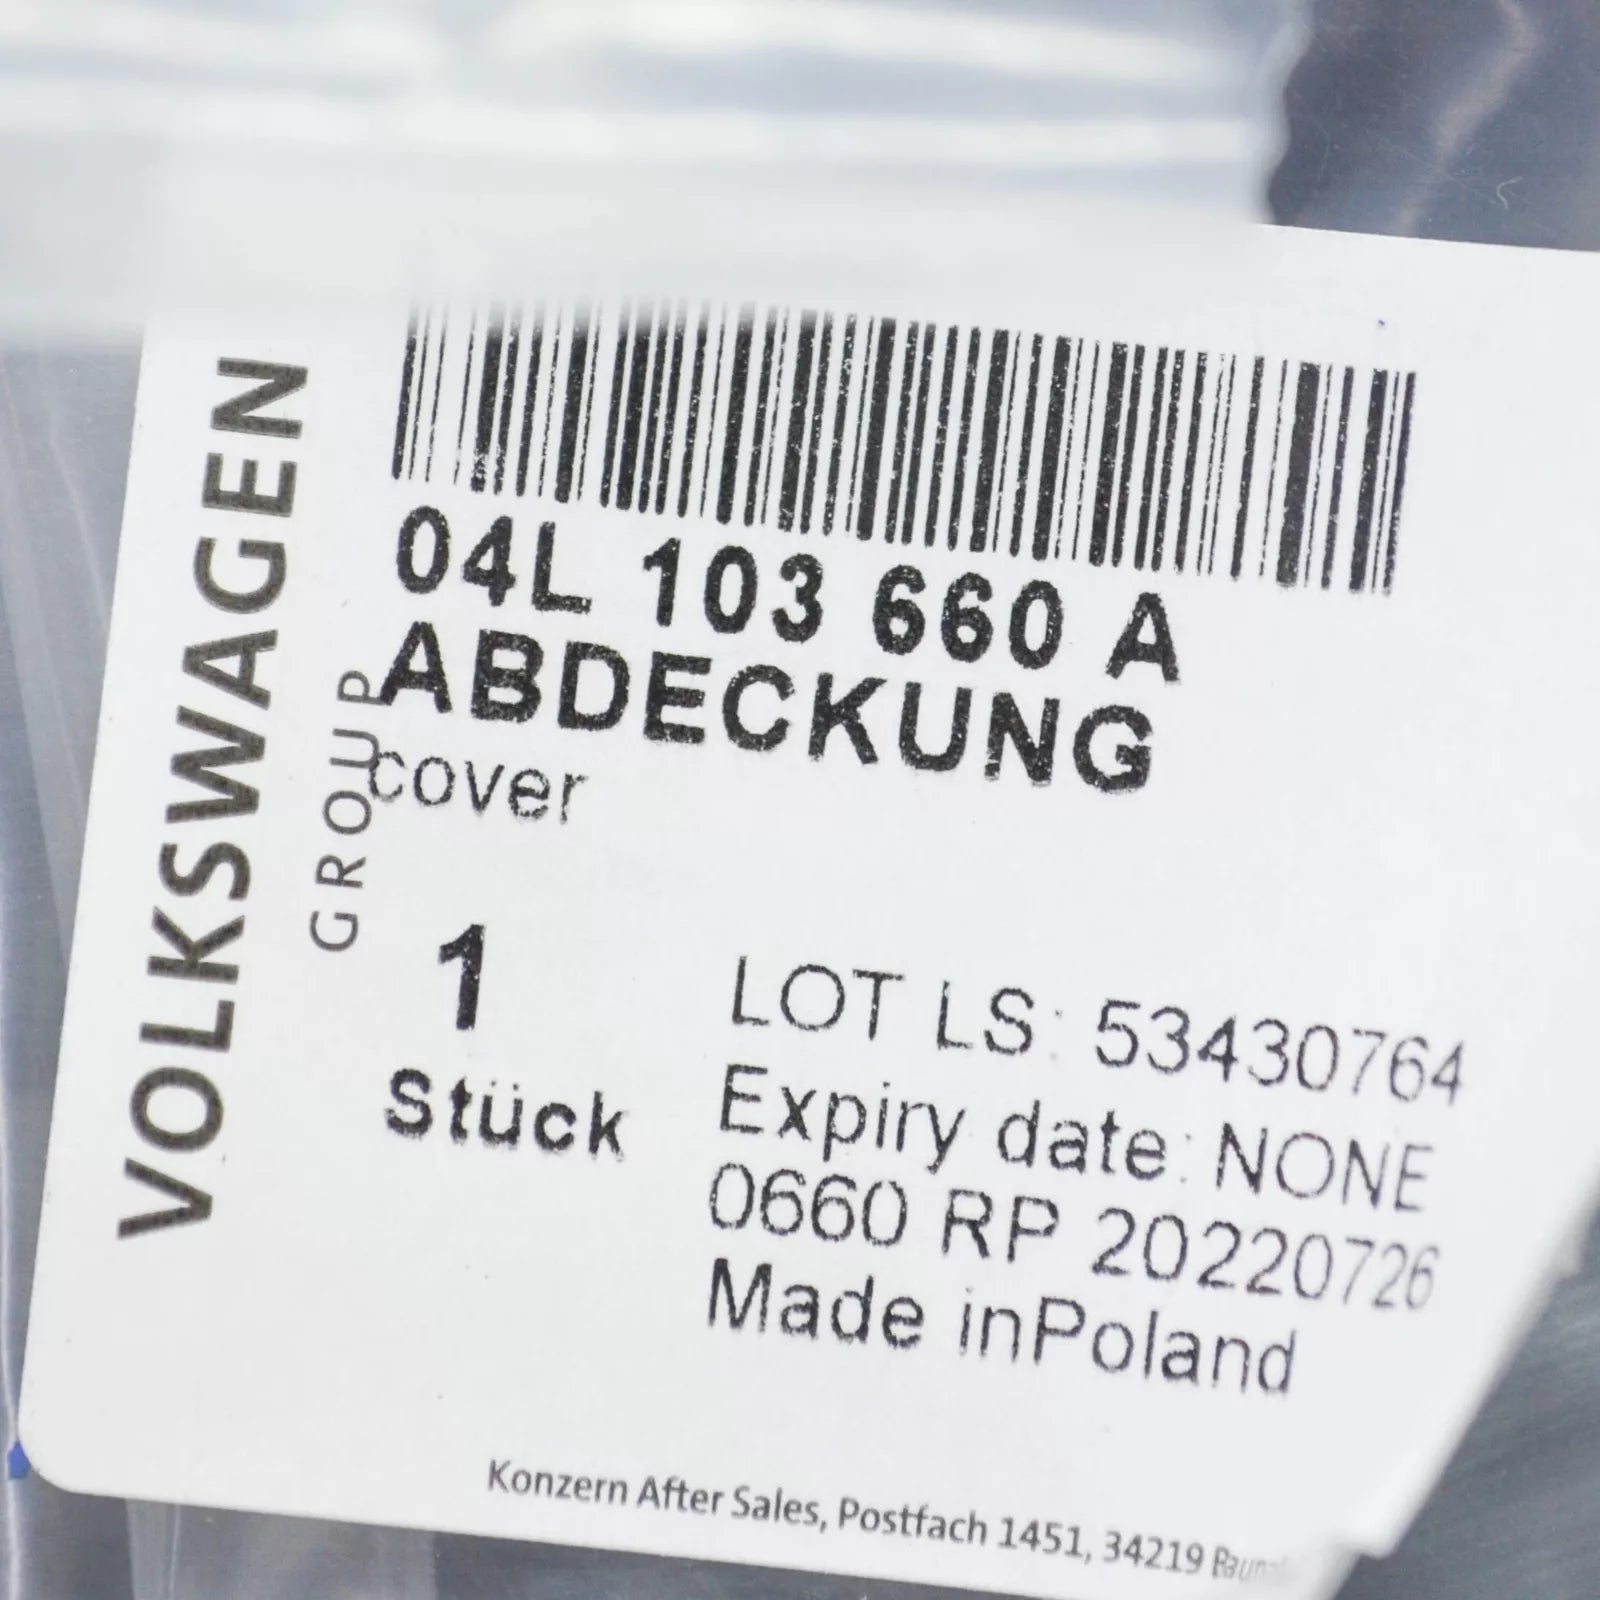 VOLKSWAGEN
GROUP
04L 103 660 A
ABDECKUNG
cover
1
Stück
LOT LS: 53430764
Expiry date: NONE
0660 RP 20220726
Made inPoland
Konzern After Sales, Postfach 1451, 34219